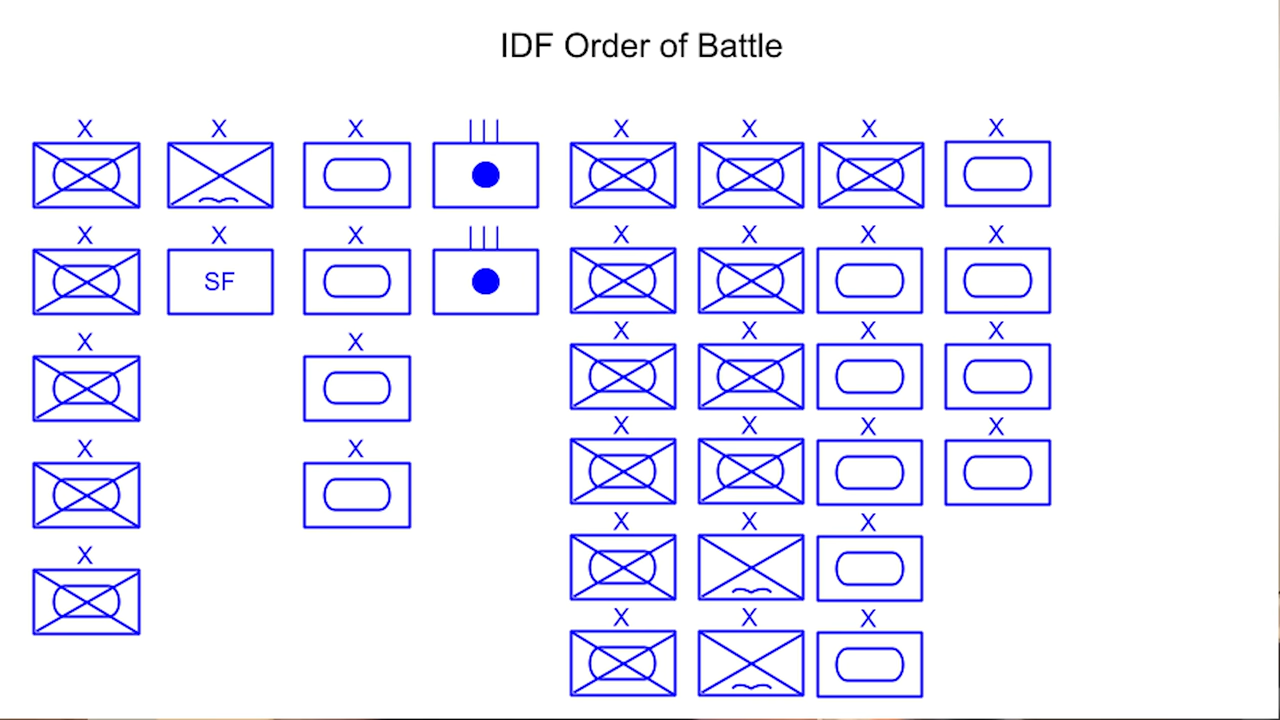 IDF Order of Battle
X X X ||| X X X X
X X X ||| X X X X
SF
X X X X
X X
X X X X
X X
X X X
X
X X X